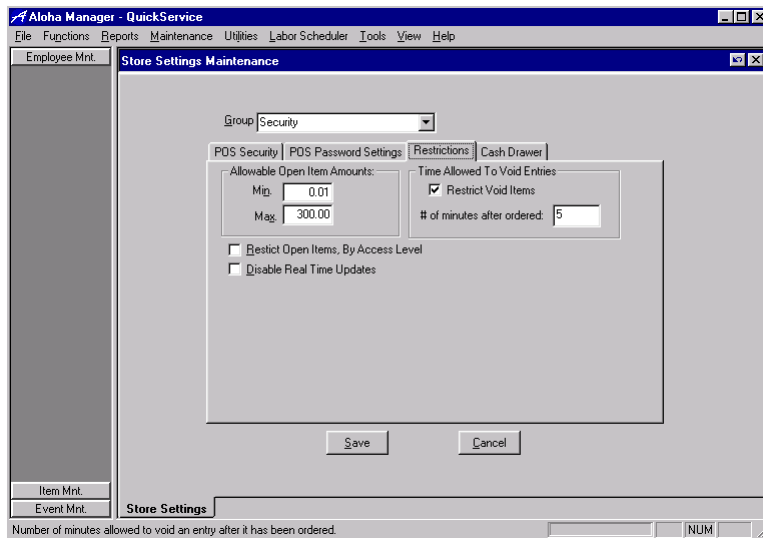 Aloha Manager - QuickService
File Functions Reports Maintenance Utilities Labor Scheduler Tools View Help
Employee Mnt.
Store Settings Maintenance
Group Security
POS Security POS Password Settings Restrictions Cash Drawer
Allowable Open Item Amounts: Time Allowed To Void Entries
Min. 0.01 Restrict Void Items
Max. 300.00 # of minutes after ordered: 5
Restict Open Items, By Access Level
Disable Real Time Updates
Save Cancel
Item Mnt.
Event Mnt. Store Settings
Number of minutes allowed to void an entry after it has been ordered. NUM